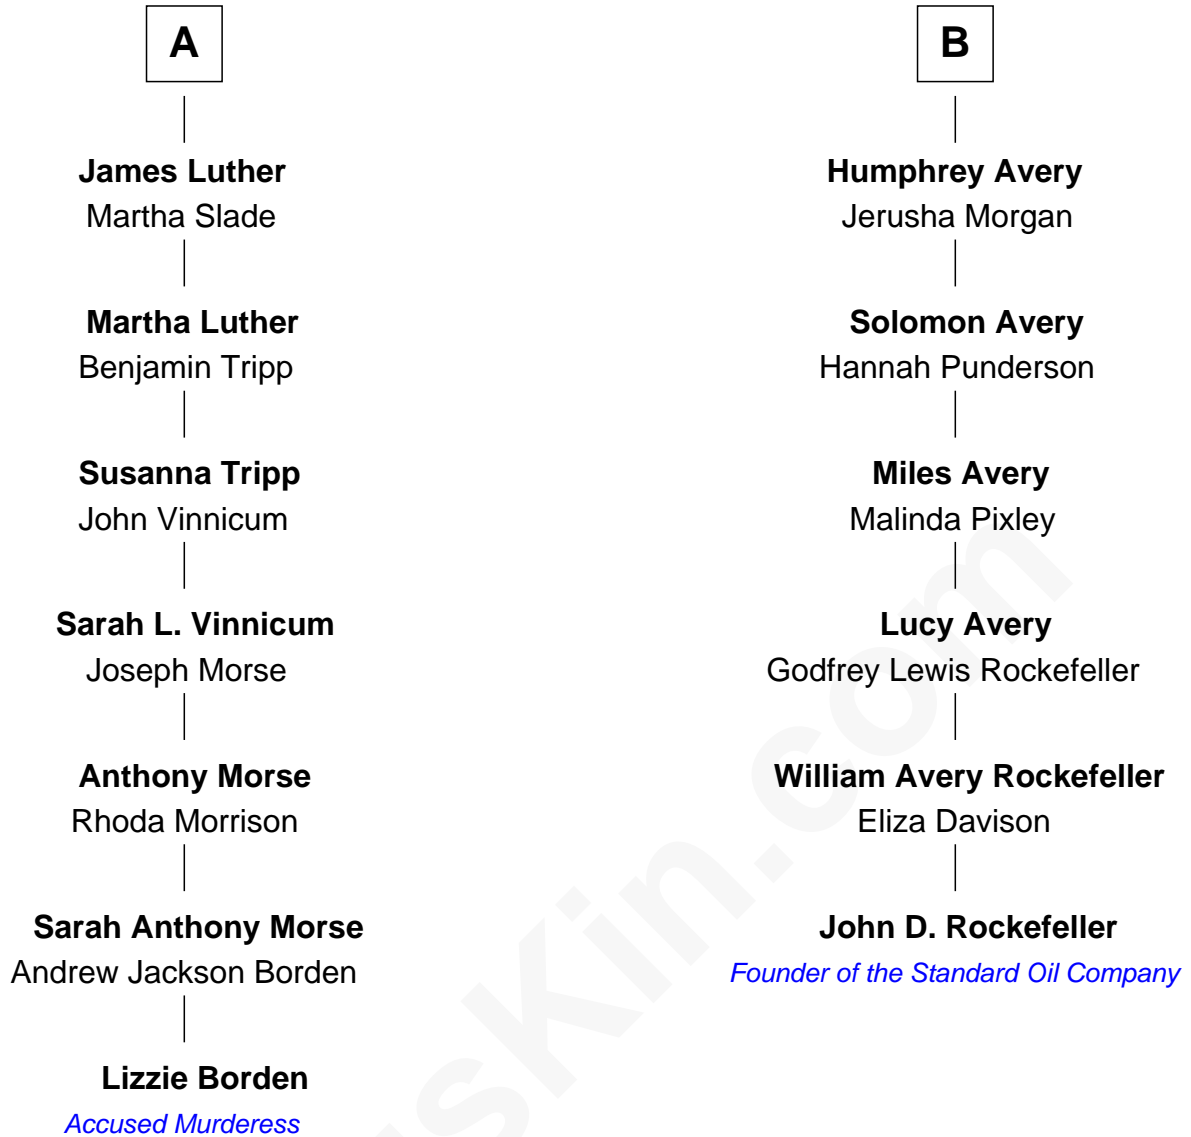 A
James Luther
Martha Slade
Martha Luther
Benjamin Tripp
Susanna Tripp
John Vinnicum
Sarah L. Vinnicum
Joseph Morse
Anthony Morse
Rhoda Morrison
Sarah Anthony Morse
Andrew Jackson Borden
Lizzie Borden
Accused Murderess
B
Humphrey Avery
Jerusha Morgan
Solomon Avery
Hannah Punderson
Miles Avery
Malinda Pixley
Lucy Avery
Godfrey Lewis Rockefeller
William Avery Rockefeller
Eliza Davison
John D. Rockefeller
Founder of the Standard Oil Company